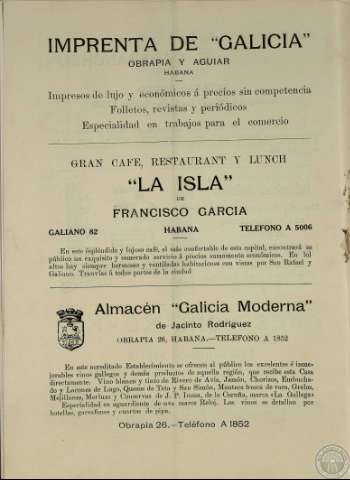 IMPRENTA DE "GALICIA"
OBRAPIA Y AGUIAR
HABANA
Impresos de lujo y económicos á precios sin competencia
Folletos, revistas y periódicos
Especialidad en trabajos para el comercio
GRAN CAFE, RESTAURANT Y LUNCH
"LA ISLA"
DE
FRANCISCO GARCIA
GALIANO 82 HABANA TELEFONO A 5006
En este espléndido y lujoso café, el más confortable de esta capital, encontrará el
público un exquisito y esmerado servicio á precios sumamente económicos. En los
altos hay siempre hermosas y ventiladas habitaciones con vistas por San Rafael y
Galiano. Tranvías á todas partes de la ciudad
Almacén "Galicia Moderna"
de Jacinto Rodríguez
OBRAPIA 26, HABANA.—TELEFONO A 1852
En este acreditado Establecimiento se ofrecen al público los excelentes é inme-
jorables vinos gallegos y demás productos de aquella región, que recibe esta Casa
directamente. Vino blanco y tinto de Rivero de Avia, Jamón, Chorizos, Embucha-
do y Lacones de Lugo, Quesos de Teta y San Simón, Manteca fresca de vaca, Grelos,
Mejillones, y Conservas de J. P. de la Coruña, marca «La Gallega»
Especialidad en aguardiente de uva marca Reloj. Los vinos se detallan por
botellas, garrafones y cuartos de pipa.
Obrapia 26.-Teléfono A 1852